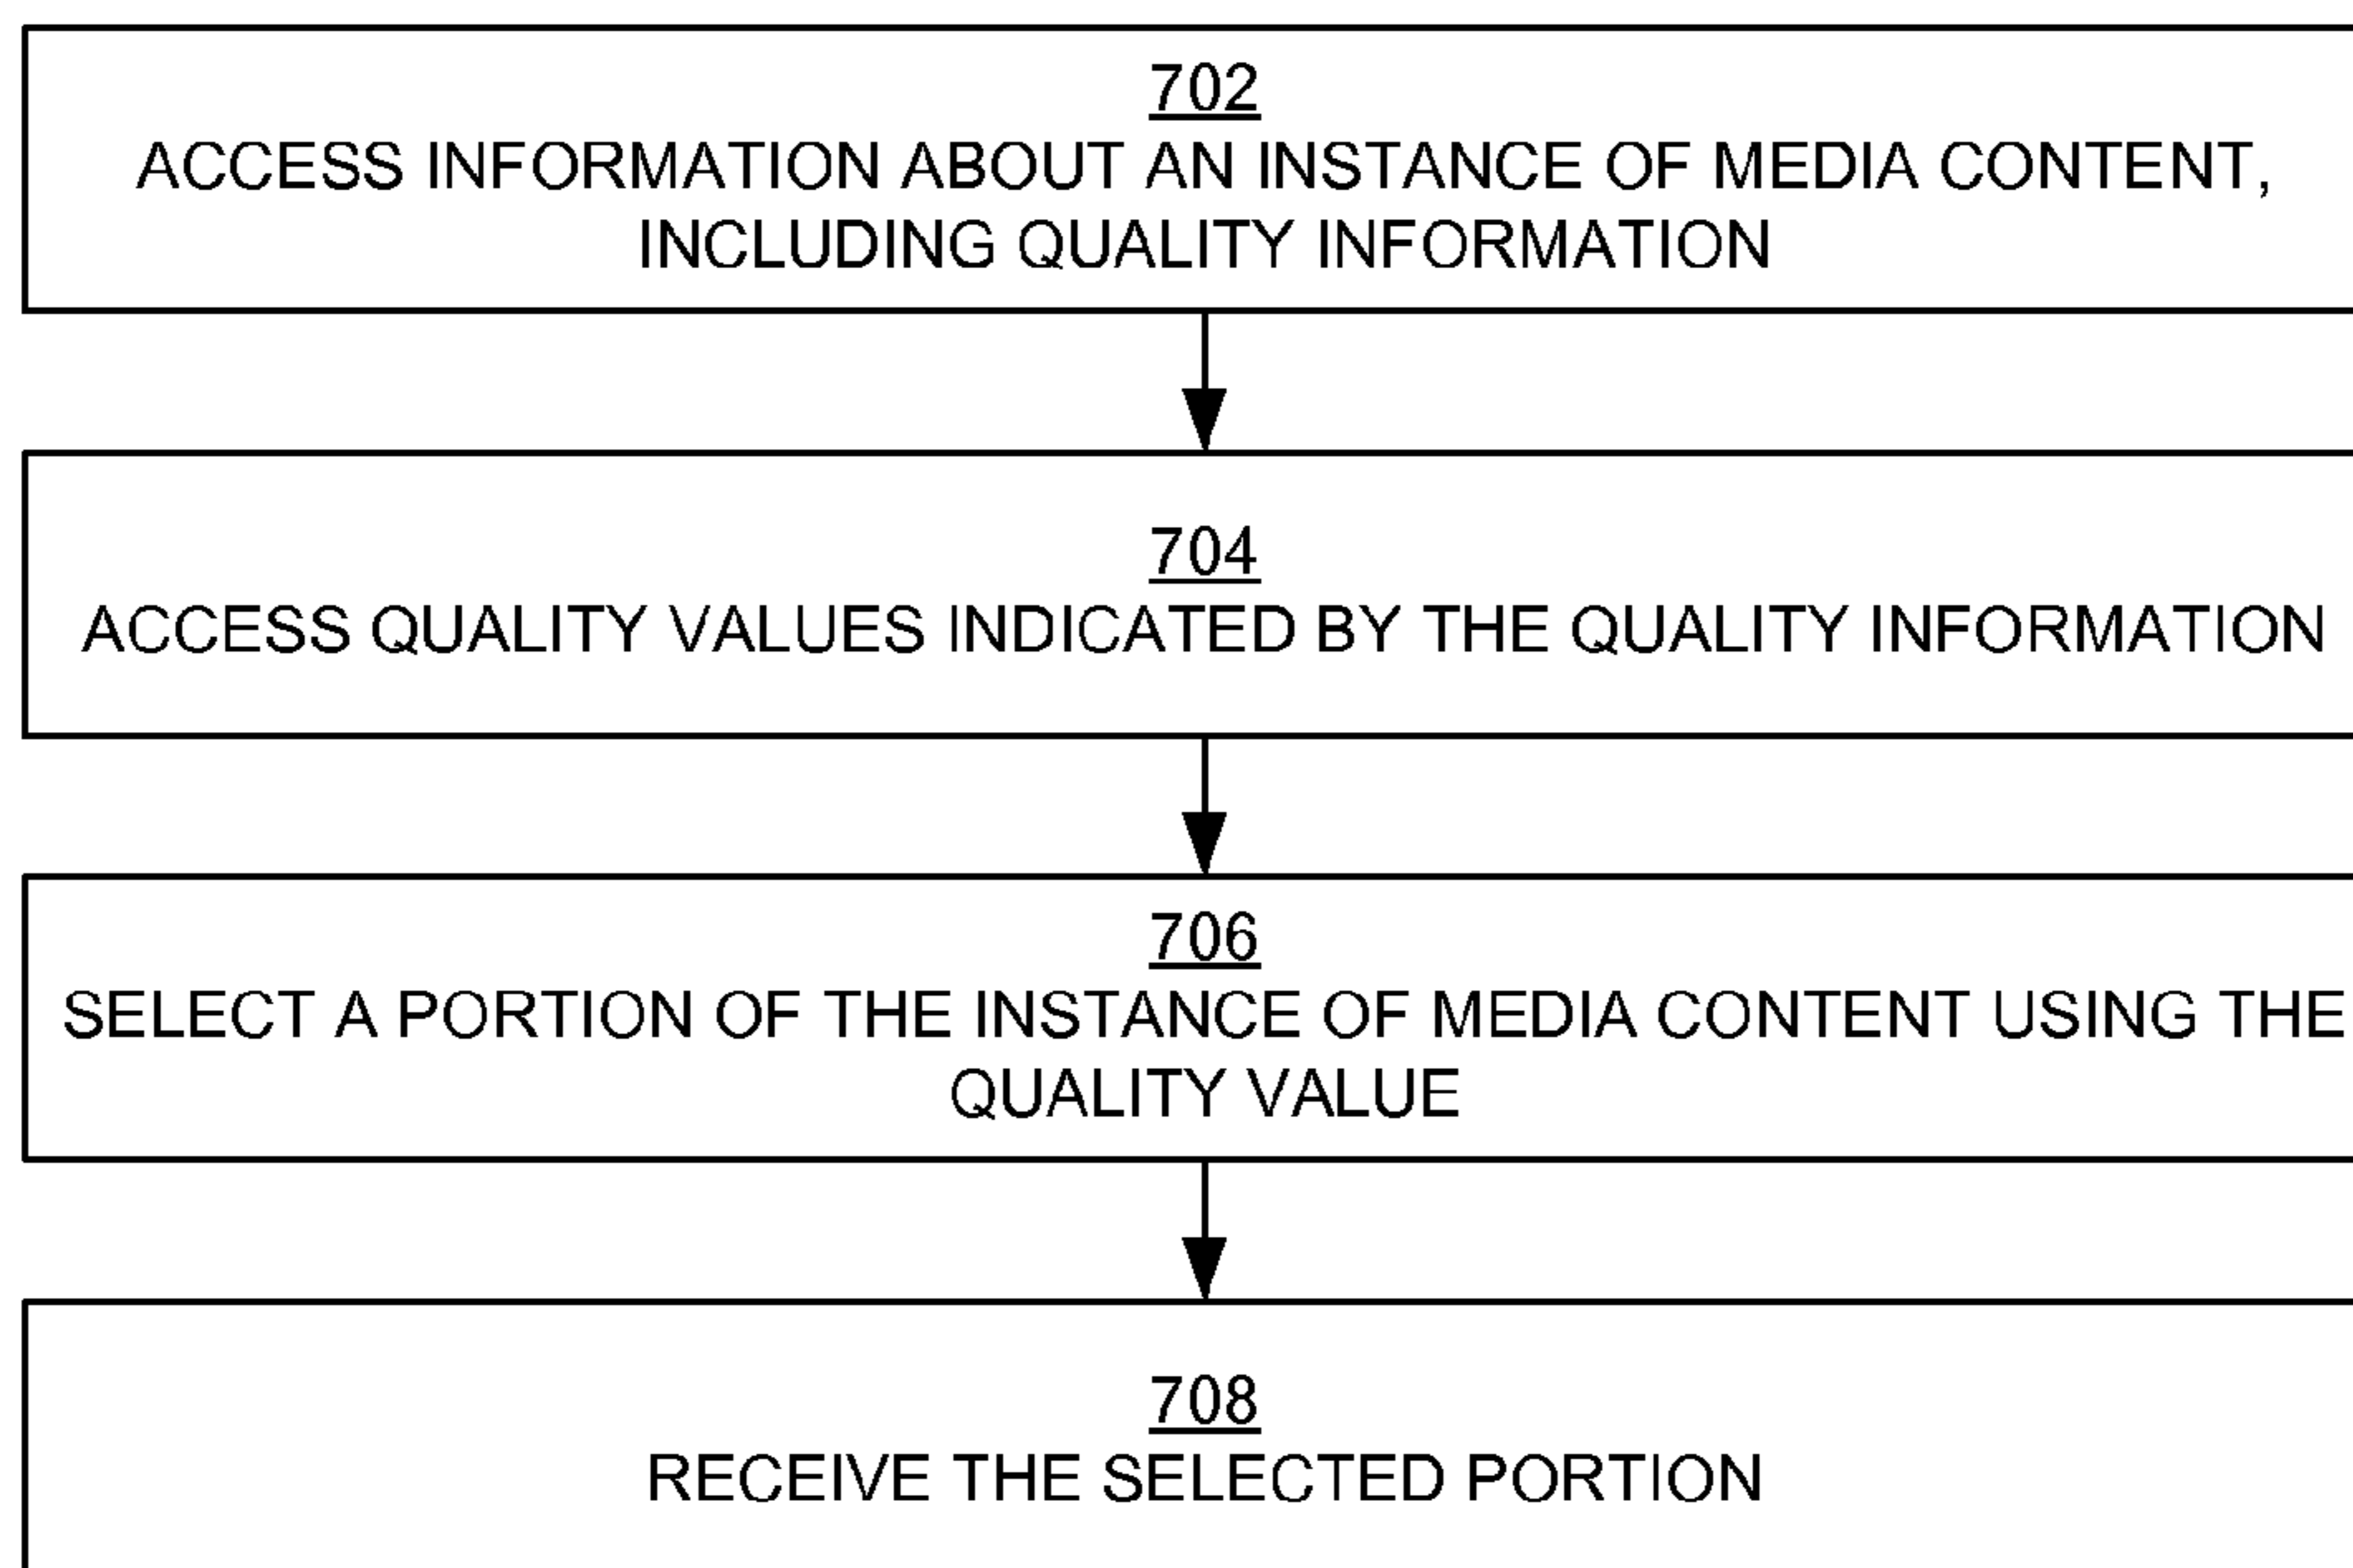 702
ACCESS INFORMATION ABOUT AN INSTANCE OF MEDIA CONTENT,
INCLUDING QUALITY INFORMATION
704
ACCESS QUALITY VALUES INDICATED BY THE QUALITY INFORMATION
706
SELECT A PORTION OF THE INSTANCE OF MEDIA CONTENT USING THE
QUALITY VALUE
708
RECEIVE THE SELECTED PORTION